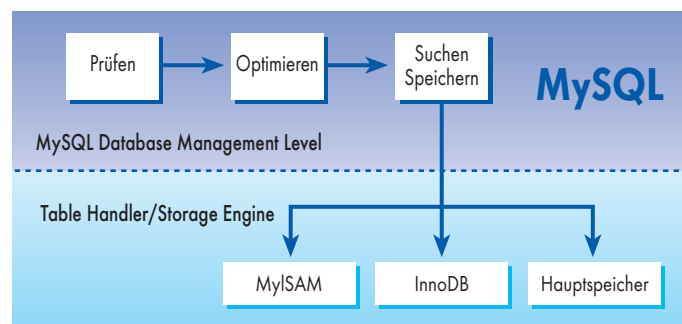 Prüfen
Optimieren
Suchen
Speichern
MySQL
MySQL Database Management Level
Table Handler/Storage Engine
MyISAM
InnoDB
Hauptspeicher